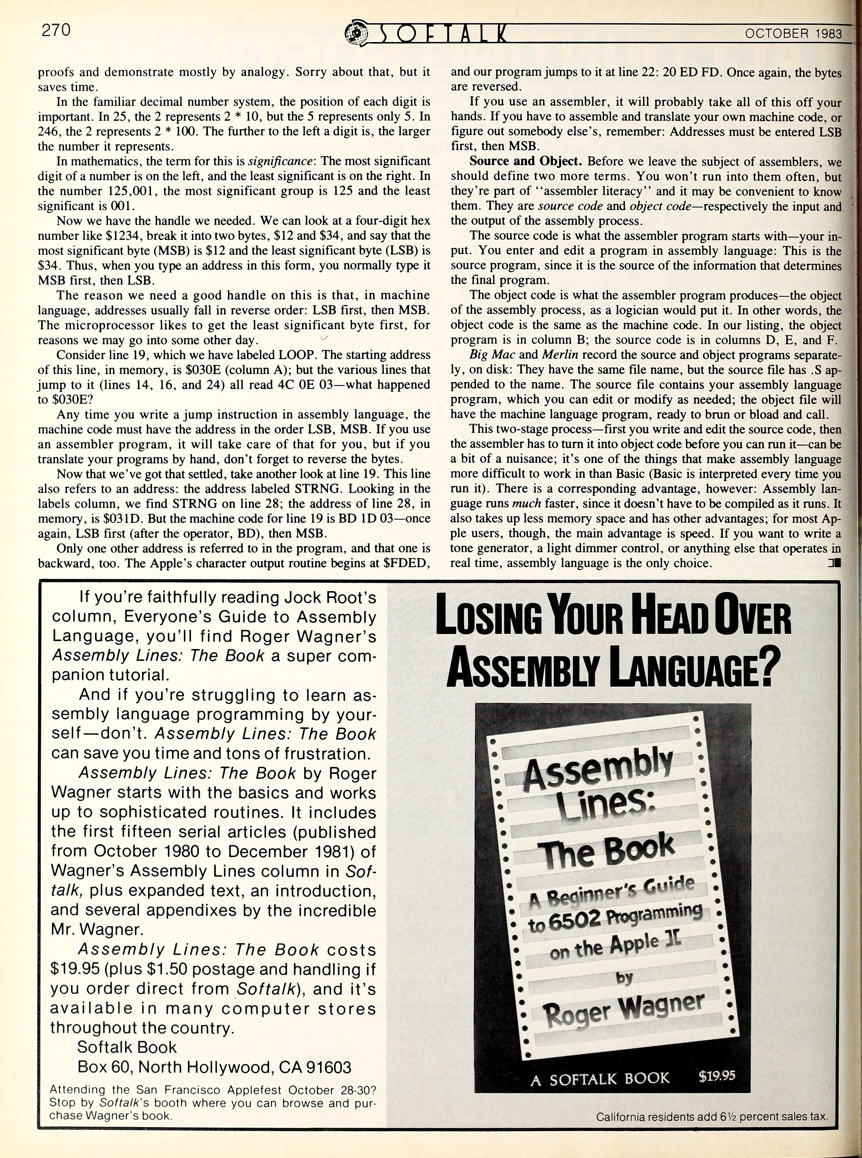 270
SOFTALK
OCTOBER 1983
proofs and demonstrate mostly by analogy. Sorry about that, but it
saves time.
In the familiar decimal number system, the position of each digit is
important. In 25, the 2 represents 2 * 10, but the 5 represents only 5. In
246, the 2 represents 2 * 100. The further to the left a digit is, the larger
the number it represents.
In mathematics, the term for this is significance: The most significant
digit of a number is on the left, and the least significant is on the right. In
the number 125,001, the most significant group is 125 and the least
significant is 001.
Now we have the handle we needed. We can look at a four-digit hex
number like $1234, break it into two bytes, $12 and $34, and say that the
most significant byte (MSB) is $12 and the least significant byte (LSB) is
$34. Thus, when you type an address in this form, you normally type it
MSB first, then LSB.
The reason we need a good handle on this is that, in machine
language, addresses usually fall in reverse order: LSB first, then MSB.
The microprocessor likes to get the least significant byte first, for
reasons we may go into some other day.
Consider line 19, which we have labeled LOOP. The starting address
of this line, in memory, is $030E (column A); but the various lines that
jump to it (lines 14, 16, and 24) all read 4C 0E 03—what happened
to $030E?
Any time you write a jump instruction in assembly language, the
machine code must have the address in the order LSB, MSB. If you use
an assembler program, it will take care of that for you, but if you
translate your programs by hand, don't forget to reverse the bytes.
Now that we've got that settled, take another look at line 19. This line
also refers to an address: the address labeled STRNG. Looking in the
labels column, we find STRNG on line 28; the address of line 28, in
memory, is $031D. But the machine code for line 19 is BD 1D 03—once
again, LSB first (after the operator, BD), then MSB.
Only one other address is referred to in the program, and that one is
backward, too. The Apple's character output routine begins at $FDED,
and our program jumps to it at line 22: 20 ED FD. Once again, the bytes
are reversed.
If you use an assembler, it will probably take all of this off your
hands. If you have to assemble and translate your own machine code, or
figure out somebody else's, remember: Addresses must be entered LSB
first, then MSB.
Source and Object. Before we leave the subject of assemblers, we
should define two more terms. You won't run into them often, but
they're part of "assembler literacy" and it may be convenient to know
them. They are source code and object code—respectively the input and
the output of the assembly process.
The source code is what the assembler program starts with—your in-
put. You enter and edit a program in assembly language: This is the
source program, since it is the source of the information that determines
the final program.
The object code is what the assembler program produces—the object
of the assembly process, as a logician would put it. In other words, the
object code is the same as the machine code. In our listing, the object
program is in column B; the source code is in columns D, E, and F.
Big Mac and Merlin record the source and object programs separate-
ly, on disk: They have the same file name, but the source file has .S ap-
pended to the name. The source file contains your assembly language
program, which you can edit or modify as needed; the object file will
have the machine language program, ready to brun or bload and call.
This two-stage process—first you write and edit the source code, then
the assembler has to turn it into object code before you can run it—can be
a bit of a nuisance; it's one of the things that make assembly language
more difficult to work in than Basic (Basic is interpreted every time you
run it). There is a corresponding advantage, however: Assembly lan-
guage runs much faster, since it doesn't have to be compiled as it runs. It
also takes up less memory space and has other advantages; for most Ap-
ple users, though, the main advantage is speed. If you want to write a
tone generator, a light dimmer control, or anything else that operates in
real time, assembly language is the only choice.
If you're faithfully reading Jock Root's
column, Everyone's Guide to Assembly
Language, you'll find Roger Wagner's
Assembly Lines: The Book a super com-
panion tutorial.
And if you're struggling to learn as-
sembly language programming by your-
self—don't. Assembly Lines: The Book
can save you time and tons of frustration.
Assembly Lines: The Book by Roger
Wagner starts with the basics and works
up to sophisticated routines. It includes
the first fifteen serial articles (published
from October 1980 to December 1981) of
Wagner's Assembly Lines column in Sof-
talk, plus expanded text, an introduction,
and several appendixes by the incredible
Mr. Wagner.
Assembly Lines: The Book costs
$19.95 (plus $1.50 postage and handling if
you order direct from Softalk), and it's
available in many computer stores
throughout the country.
Softalk Book
Box 60, North Hollywood, CA 91603
Attending the San Francisco Applefest October 28-30?
Stop by Softalk's booth where you can browse and pur-
chase Wagner's book.
LOSING YOUR HEAD OVER
ASSEMBLY LANGUAGE?
Assembly
Lines:
The Book
A Beginner's Guide
to 6502 Programming
on the Apple ][
by
Roger Wagner
A SOFTALK BOOK $19.95
California residents add 6½ percent sales tax.